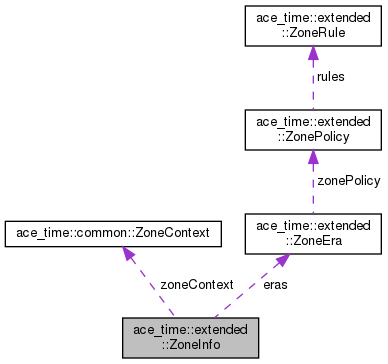 ace_time::extended
::ZoneRule
rules
ace_time::extended
::ZonePolicy
zonePolicy
ace_time::common::ZoneContext
ace_time::extended
::ZoneEra
zoneContext
eras
ace_time::extended
::ZoneInfo